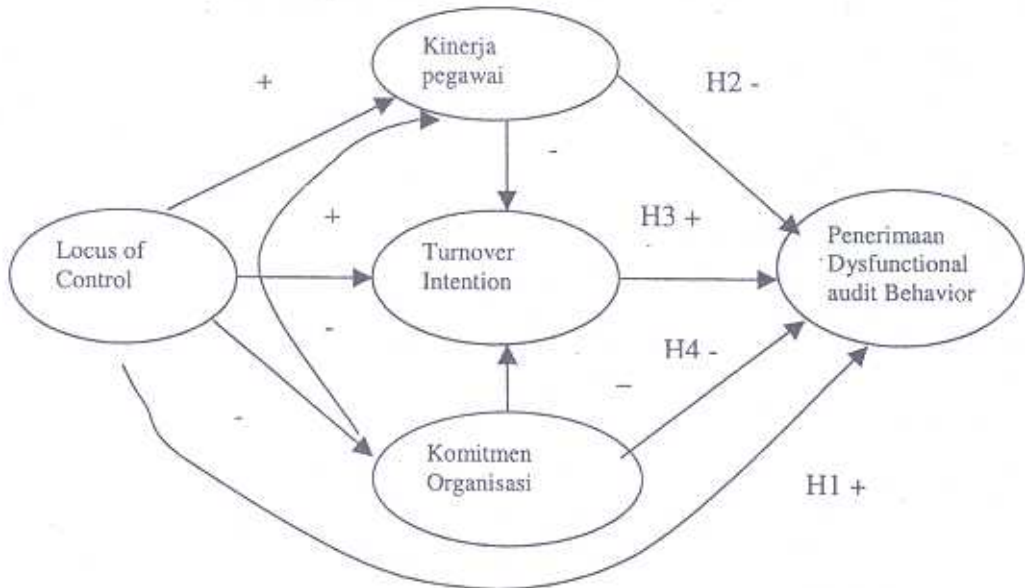 Kinerja
pegawai
+
H2 -
-
+
H3 +
Locus of
Control
Turnover
Intention
Penerimaan
Dysfunctional
audit Behavior
-
H4 -
-
-
Komitmen
Organisasi
H1 +